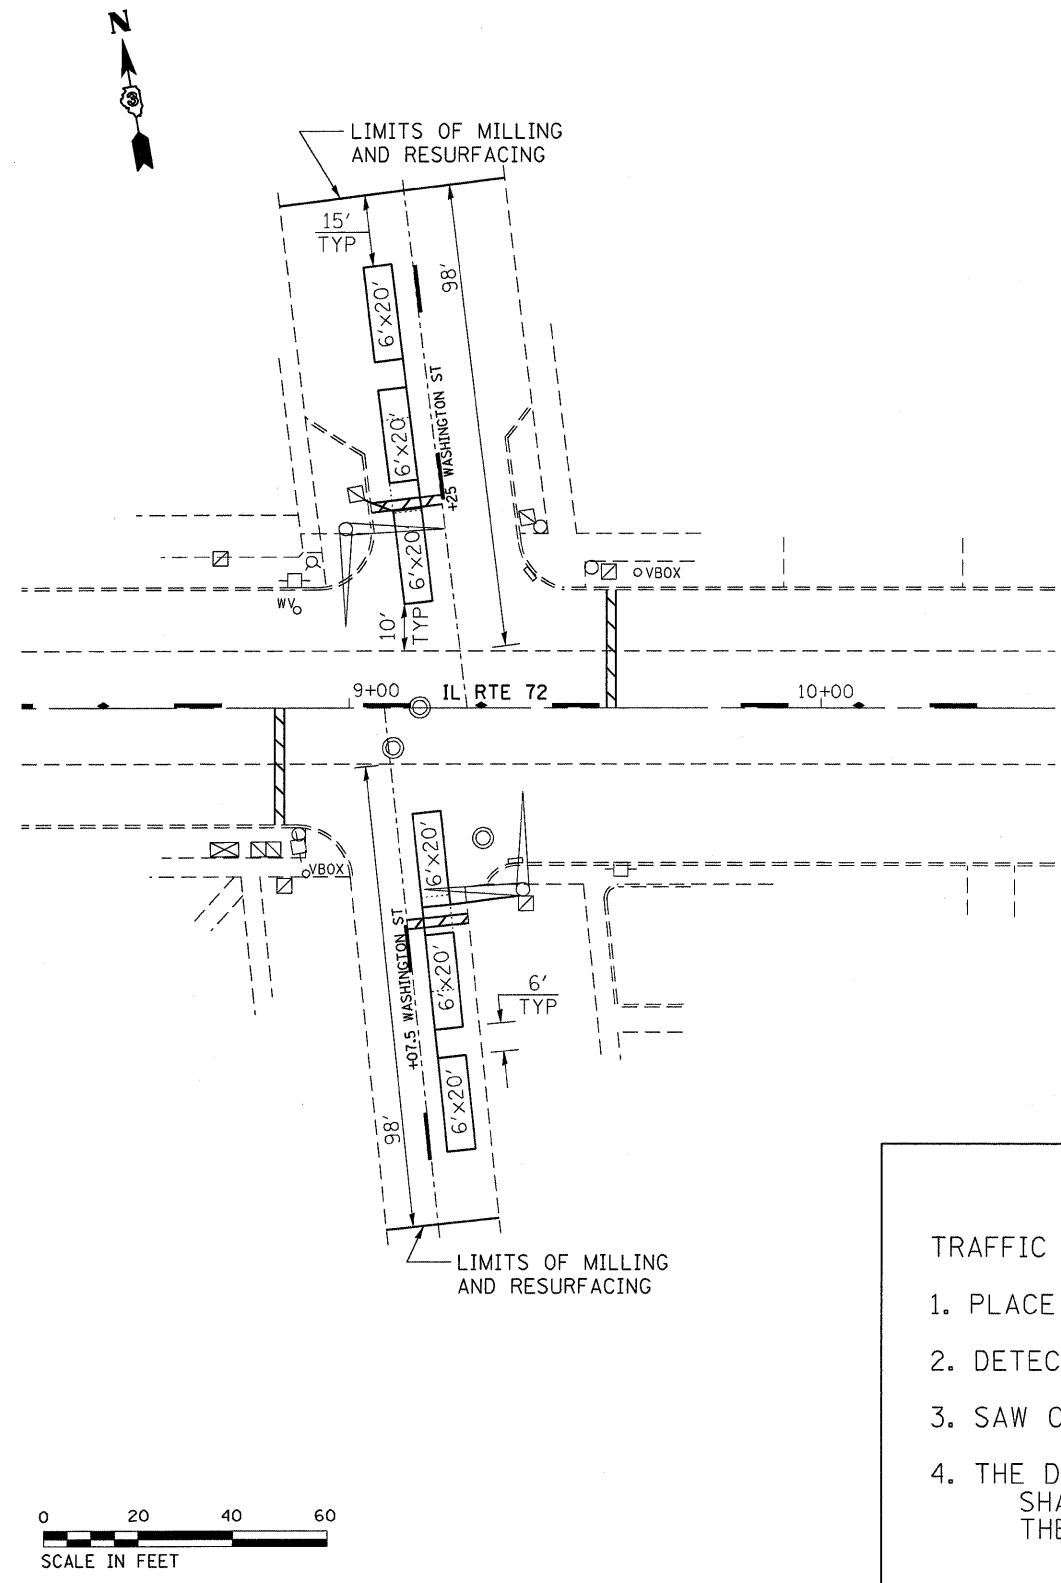 N
3
LIMITS OF MILLING
AND RESURFACING
15'
TYP
98'
6'x20'
6'x20'
+25 WASHINGTON ST
6'x20'
10'
TYP
VBOX
WV
9+00
IL RTE 72
10+00
6'x20'
VBOX
+07.5 WASHINGTON ST
6'x20'
6'
TYP
6'x20'
98'
LIMITS OF MILLING
AND RESURFACING
TRAFFIC
1. PLACE
2. DETEC
3. SAW
4. THE D
SHA
THE
0 20 40 60
SCALE IN FEET